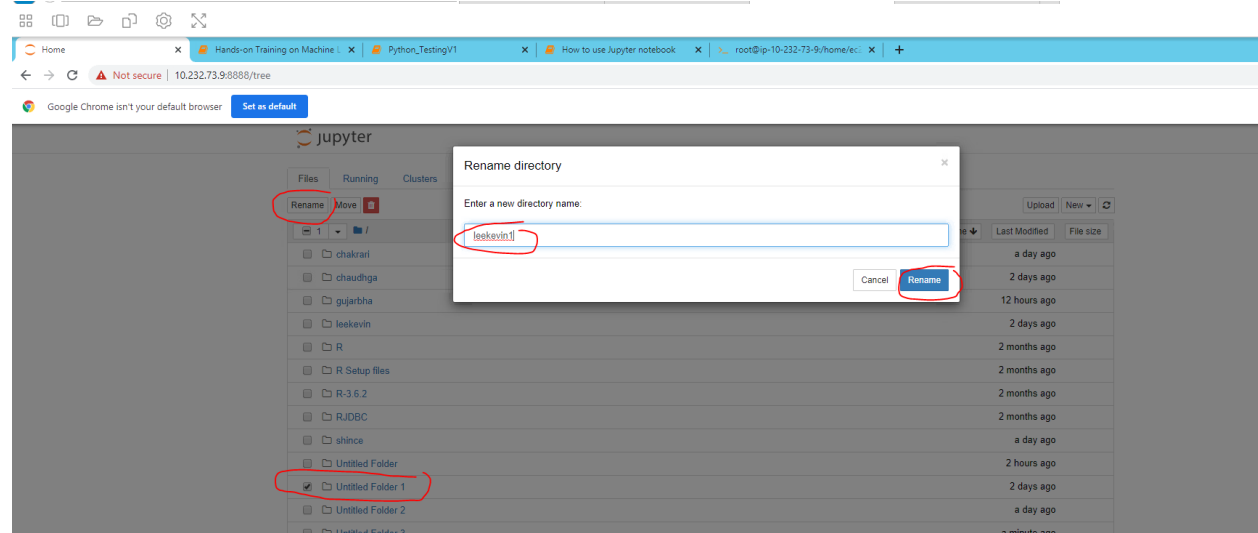 Home
Hands-on Training on Machine L
Python_TestingV1
How to use Jupyter notebook
root@ip-10-232-73-9:/home/ec
Not secure | 10.232.73.9:8888/tree
Google Chrome isn't your default browser Set as default
jupyter
Files Running Clusters
Rename Move
Upload New
1 /
Last Modified File size
Rename directory
Enter a new directory name:
leekevin1
Cancel Rename
chakrari a day ago
chaudhga 2 days ago
gujarbha 12 hours ago
leekevin 2 days ago
R 2 months ago
R Setup files 2 months ago
R-3.6.2 2 months ago
RJDBC 2 months ago
shince a day ago
Untitled Folder 2 hours ago
Untitled Folder 1 2 days ago
Untitled Folder 2 a day ago
Untitled Folder 3 a minute ago